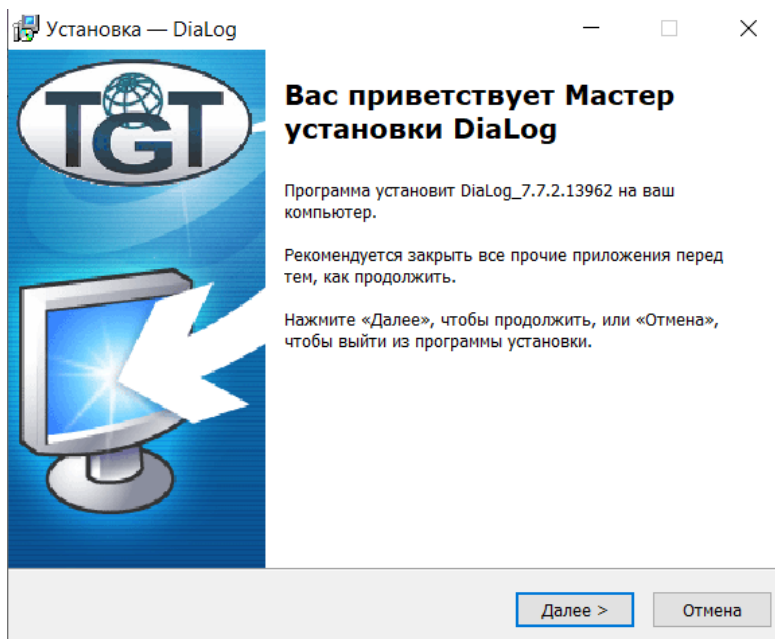 Установка — DiaLog
TGT
Вас приветствует Мастер
установки DiaLog
Программа установит DiaLog_7.7.2.13962 на ваш
компьютер.
Рекомендуется закрыть все прочие приложения перед
тем, как продолжить.
Нажмите «Далее», чтобы продолжить, или «Отмена»,
чтобы выйти из программы установки.
Далее >
Отмена